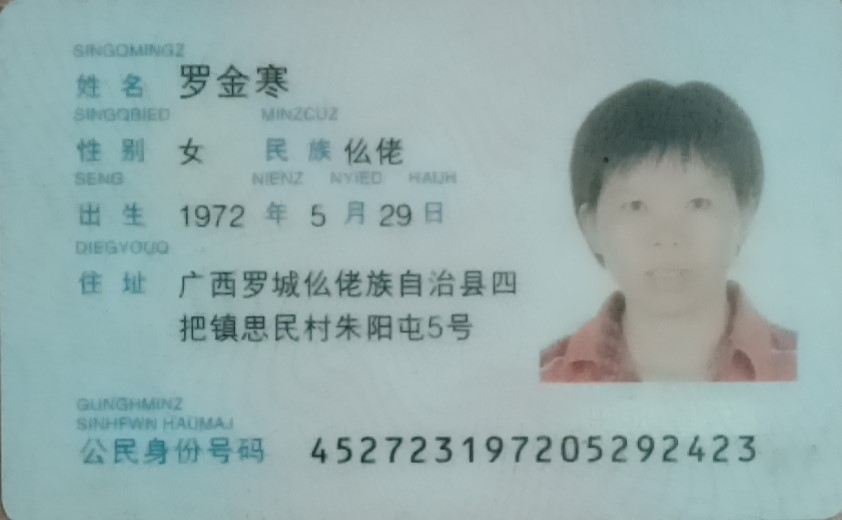 SINGQMINGZ
姓 名 罗金寒
SINGQBIED MINZCUZ
性 别 女 民 族 仫佬
SENG NIENZ NYIED HAUH
出 生 1972 年 5 月 29 日
DIEGYOUQ
住 址 广西罗城仫佬族自治县四
把镇思民村朱阳屯5号
GUNGHMINZ
SINHFWN HAUMAJ
公民身份号码 452723197205292423